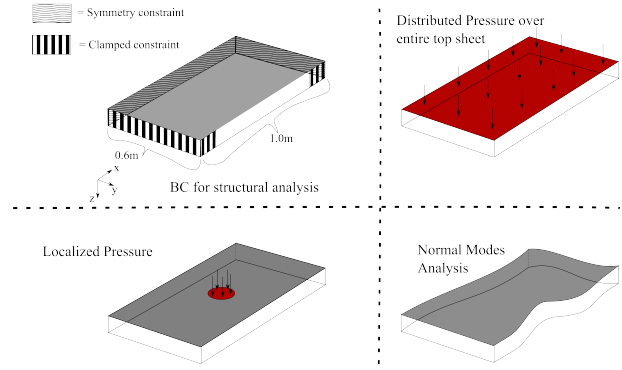 = Symmetry constraint
= Clamped constraint
0.6m
1.0m
x
y
z
BC for structural analysis
Distributed Pressure over
entire top sheet
Localized Pressure
Normal Modes
Analysis